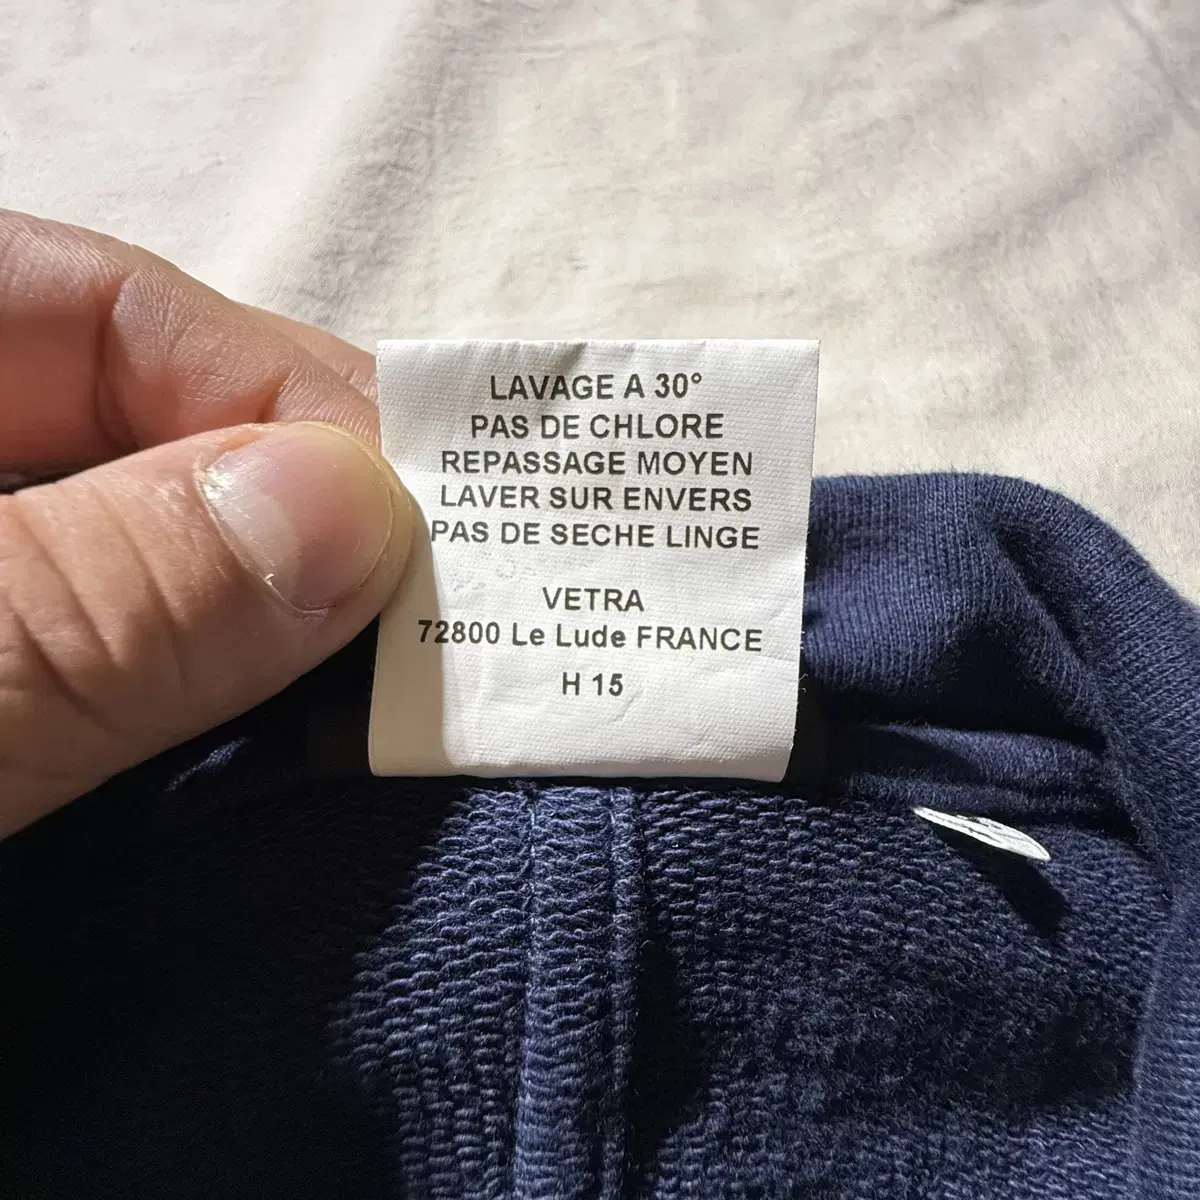 LAVAGE A 30°
PAS DE CHLORE
REPASSAGE MOYEN
LAVER SUR ENVERS
PAS DE SECHE LINGE
VETRA
72800 Le Lude FRANCE
H 15